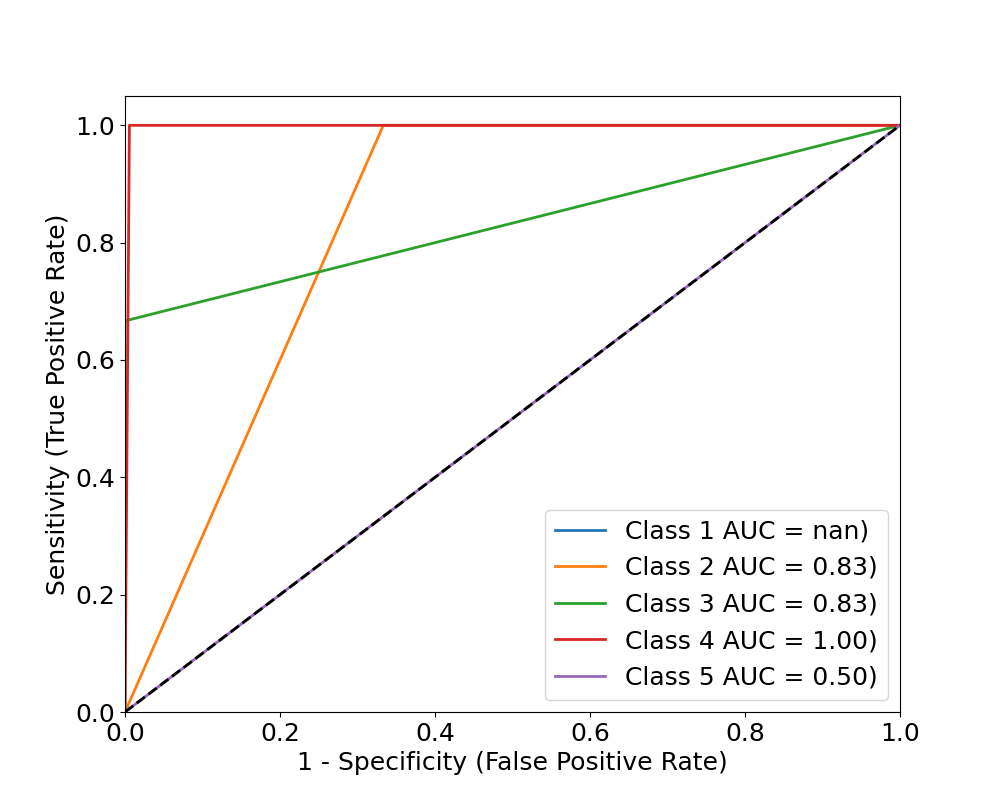 1.0
0.8
0.6
0.4
0.2
0.0
Sensitivity (True Positive Rate)
Class 1 AUC = nan)
Class 2 AUC = 0.83)
Class 3 AUC = 0.83)
Class 4 AUC = 1.00)
Class 5 AUC = 0.50)
0.0 0.2 0.4 0.6 0.8 1.0
1 - Specificity (False Positive Rate)